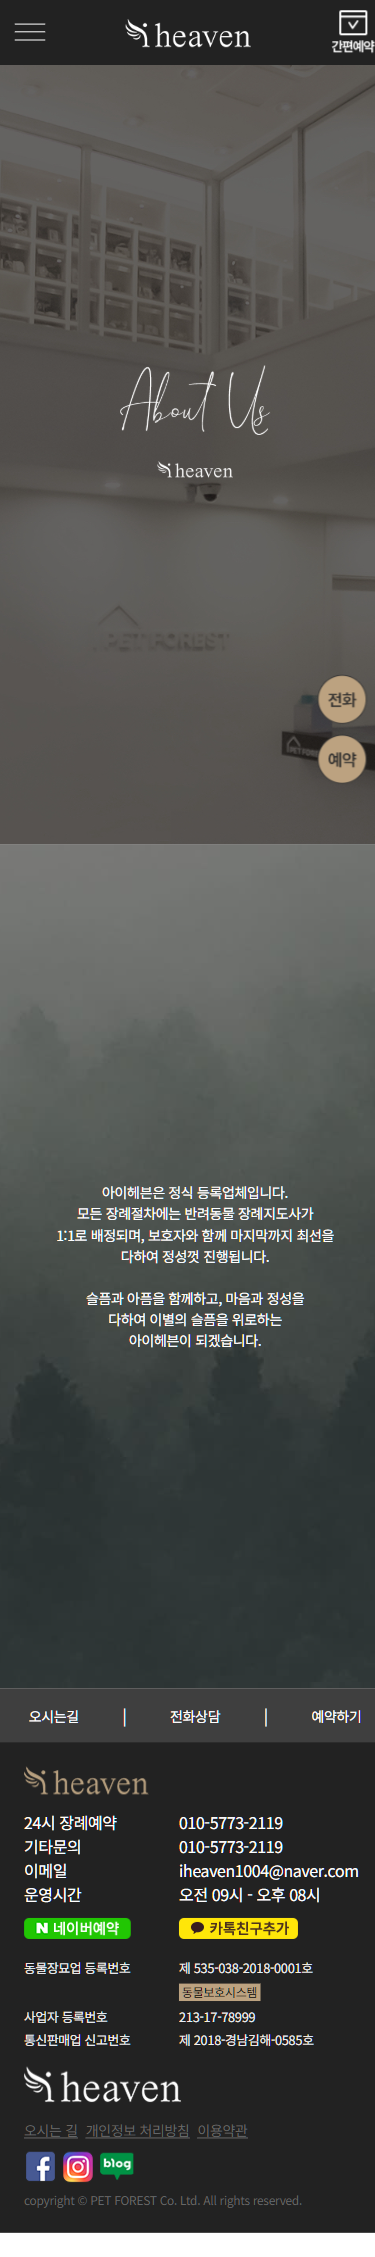 iheaven
간편예약
About Us
iheaven
PET FOREST
전화
PET FORE
예약
아이헤븐은 정식 등록업체입니다.
모든 장례절차에는 반려동물 장례지도사가
1:1로 배정되며, 보호자와 함께 마지막까지 최선을
다하여 정성껏 진행됩니다.
슬픔과 아픔을 함께하고, 마음과 정성을
다하여 이별의 슬픔을 위로하는
아이헤븐이 되겠습니다.
오시는길 | 전화상담 | 예약하기
iheaven
24시 장례예약 010-5773-2119
기타문의 010-5773-2119
이메일 iheaven1004@naver.com
운영시간 오전 09시 - 오후 08시
N 네이버예약 카톡친구추가
동물장묘업 등록번호 제 535-038-2018-0001호
동물보호시스템
사업자 등록번호 213-17-78999
통신판매업 신고번호 제 2018-경남김해-0585호
iheaven
오시는 길 개인정보 처리방침 이용약관
blog
copyright © PET FOREST Co. Ltd. All rights reserved.